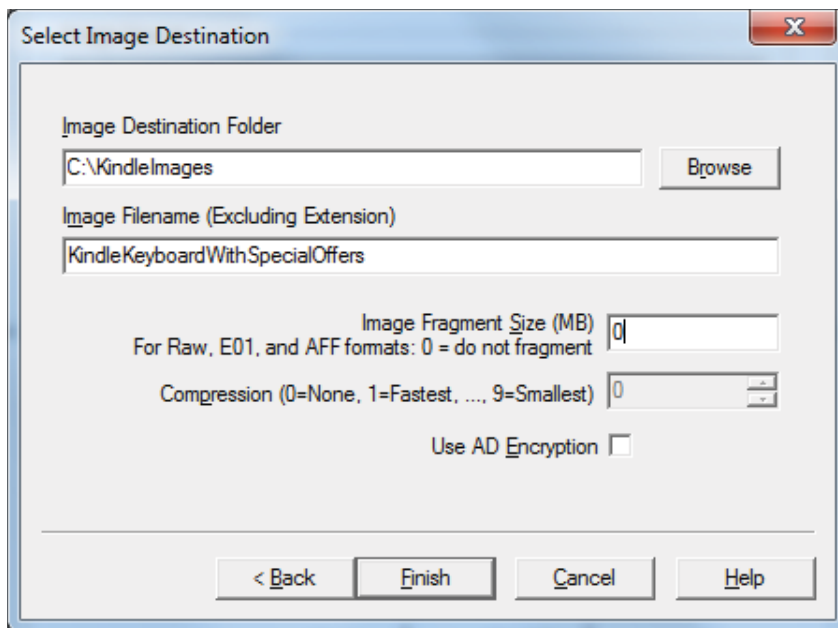 Select Image Destination
X
Image Destination Folder
C:\KindleImages
Browse
Image Filename (Excluding Extension)
KindleKeyboardWithSpecialOffers
Image Fragment Size (MB)
For Raw, E01, and AFF formats: 0 = do not fragment
0
Compression (0=None, 1=Fastest, ..., 9=Smallest)
0
Use AD Encryption
< Back
Finish
Cancel
Help